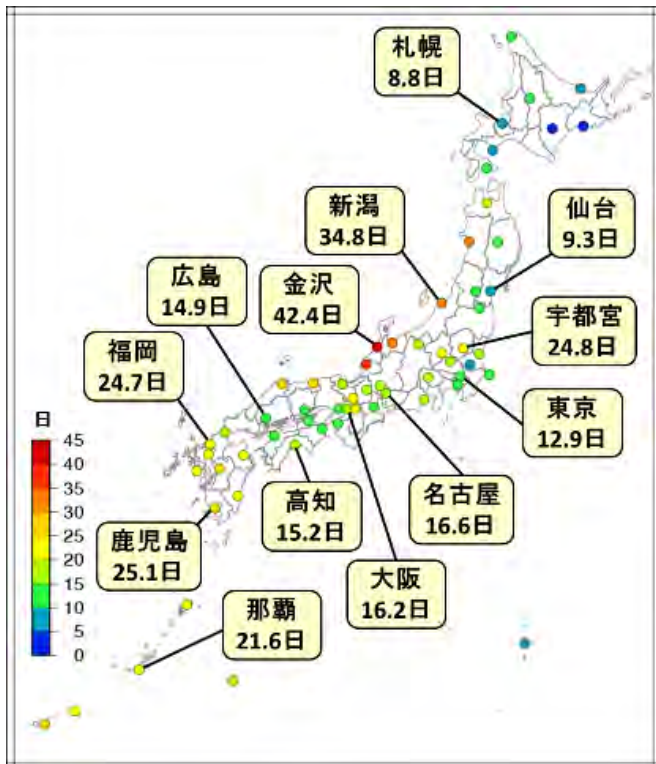 札幌
8.8日
新潟
34.8日
仙台
9.3日
広島
14.9日
金沢
42.4日
宇都宮
24.8日
福岡
24.7日
東京
12.9日
日
45
40
35
30
25
20
15
10
5
0
高知
15.2日
名古屋
16.6日
鹿児島
25.1日
大阪
16.2日
那覇
21.6日